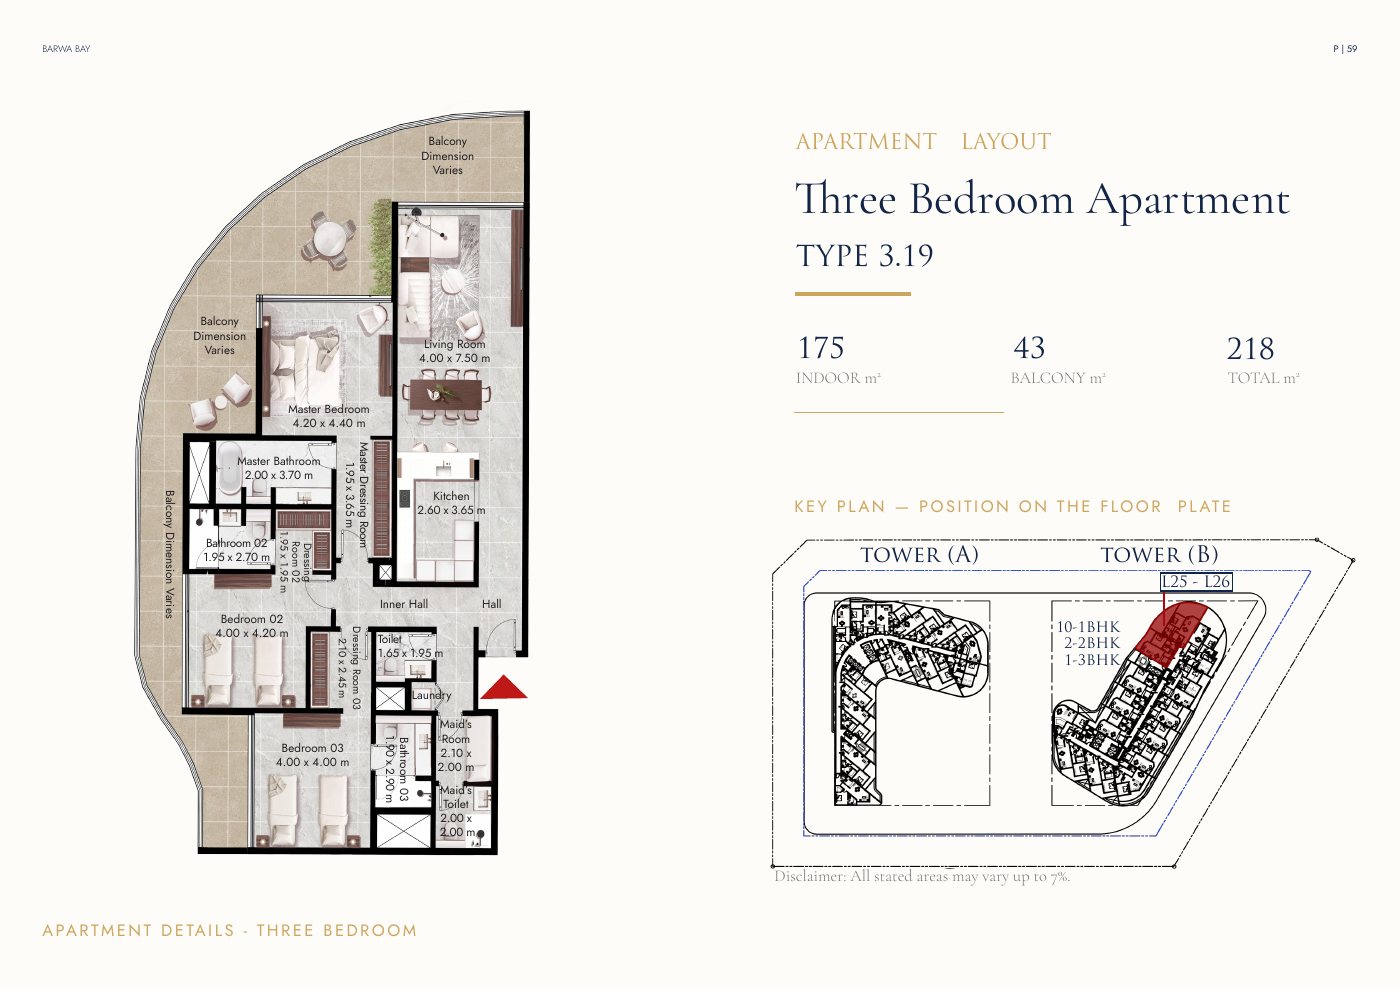 BARWA BAY
P | 59
Balcony
Dimension
Varies
Balcony
Dimension
Varies
Living Room
4.00 x 7.50 m
Master Bedroom
4.20 x 4.40 m
Master Bathroom
2.00 x 3.70 m
Master Dressing Room
1.95 x 3.65 m
Kitchen
2.60 x 3.65 m
Balcony Dimension Varies
Bathroom 02
1.95 x 2.70 m
Dressing
Room 02
1.95 x 1.95 m
Inner Hall
Hall
Bedroom 02
4.00 x 4.20 m
Dressing Room 03
2.10 x 2.45 m
Toilet
1.65 x 1.95 m
Laundry
Maid's
Room
2.10 x
2.00 m
Bedroom 03
4.00 x 4.00 m
Bathroom 03
1.90 x 2.90 m
Maid's
Toilet
2.00 x
2.00 m
APARTMENT DETAILS - THREE BEDROOM
APARTMENT LAYOUT
Three Bedroom Apartment
TYPE 3.19
175
INDOOR m²
43
BALCONY m²
218
TOTAL m²
KEY PLAN — POSITION ON THE FLOOR PLATE
TOWER (A)
TOWER (B)
L25 - L26
10-1BHK
2-2BHK
1-3BHK
Disclaimer: All stated areas may vary up to 7%.